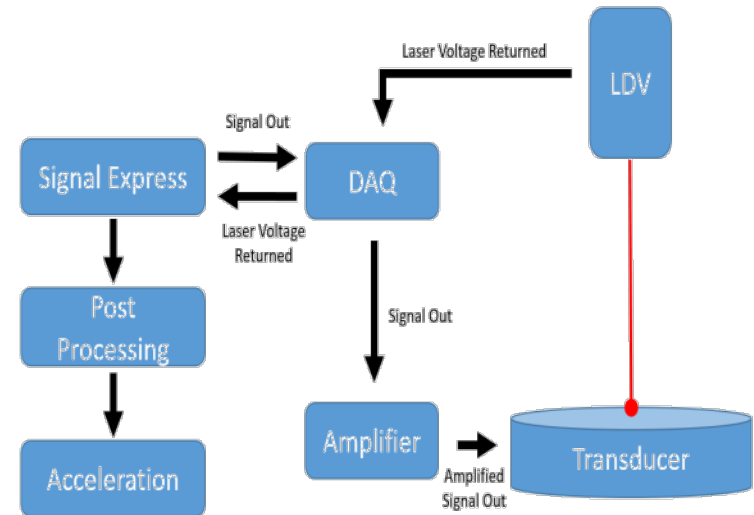 Laser Voltage Returned
LDV
Signal Out
Signal Express
DAQ
Laser Voltage
Returned
Post
Processing
Signal Out
Amplifier
Transducer
Amplified
Signal Out
Acceleration